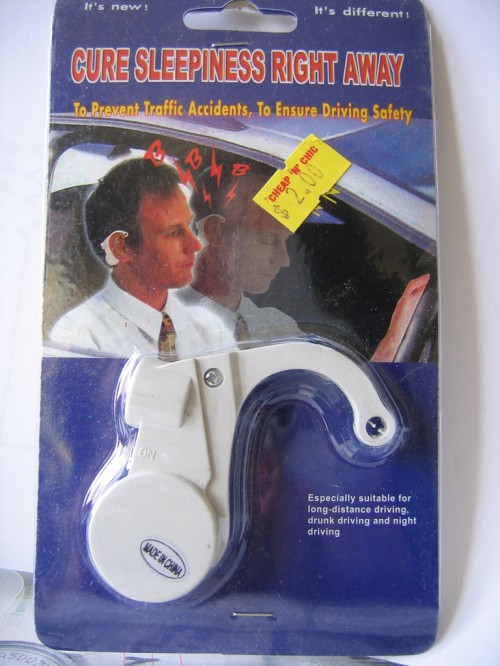 It's new!
It's different!
CURE SLEEPINESS RIGHT AWAY
To Prevent Traffic Accidents, To Ensure Driving Safety
B B B
"CHEAP 'N' CHIC"
$2.00
ON
MADE IN CHINA
Especially suitable for
long-distance driving,
drunk driving and night
driving